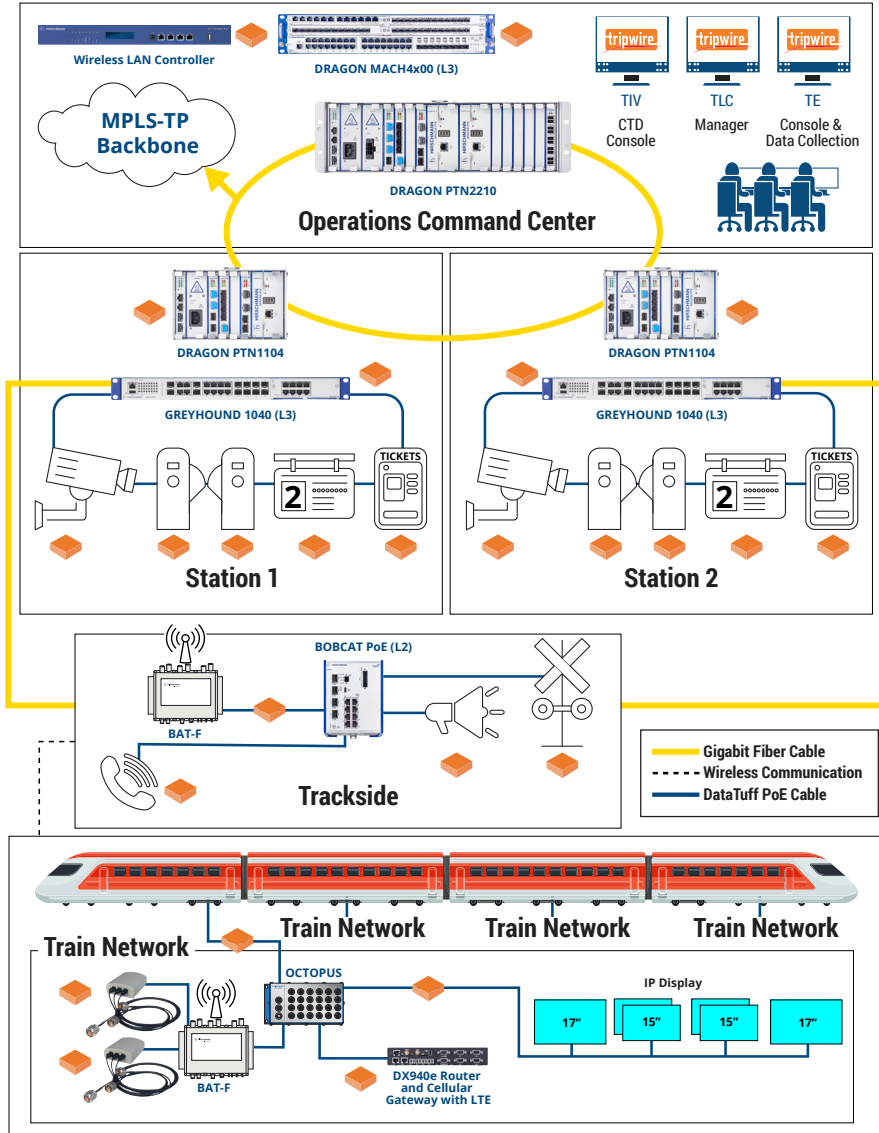 Wireless LAN Controller
DRAGON MACH4x00 (L3)
tripwire
tripwire
tripwire
TIV
TLC
TE
CTD
Console
Manager
Console &
Data Collection
MPLS-TP
Backbone
HIRSCHMANN
DRAGON PTN2210
Operations Command Center
HIRSCHMANN
DRAGON PTN1104
HIRSCHMANN
DRAGON PTN1104
GREYHOUND 1040 (L3)
GREYHOUND 1040 (L3)
TICKETS
2
TICKETS
2
Station 1
Station 2
BOBCAT PoE (L2)
BAT-F
Trackside
Gigabit Fiber Cable
Wireless Communication
DataTuff PoE Cable
Train Network
Train Network
Train Network
Train Network
OCTOPUS
IP Display
17”
15”
15”
17”
BAT-F
DX940e Router
and Cellular
Gateway with LTE